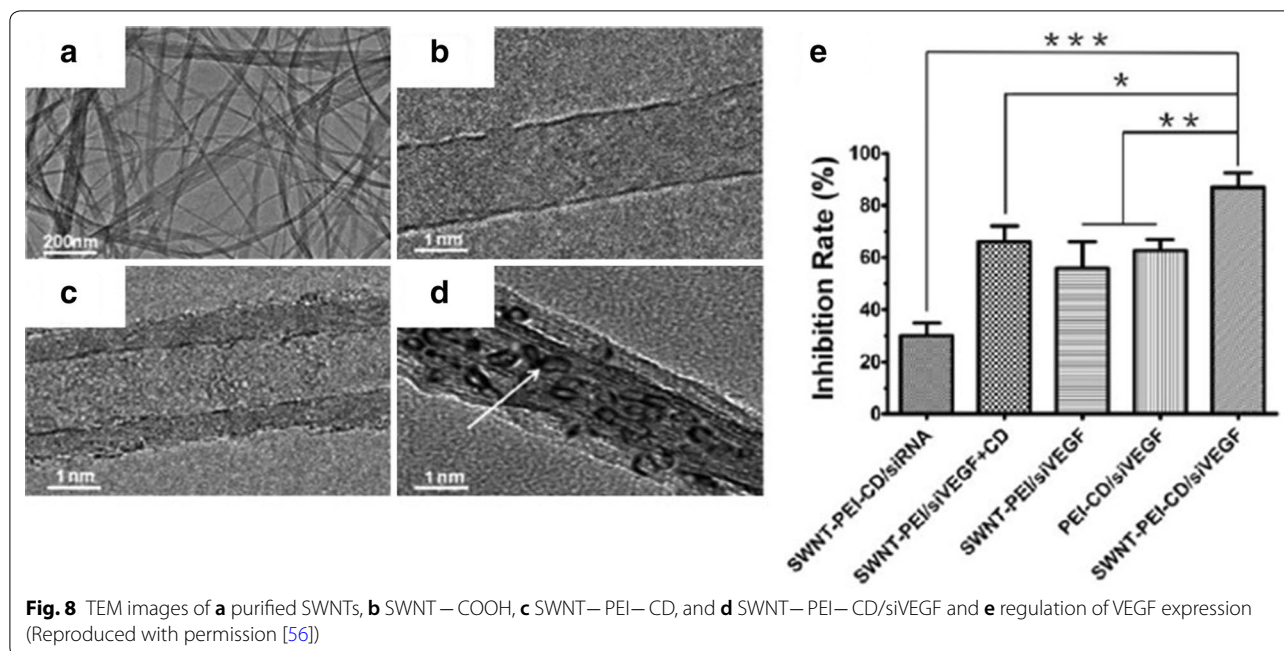 a
200nm
b
1 nm
c
1 nm
d
1 nm
e
***
*
**
Inhibition Rate (%)
100
80
60
40
20
0
SWNT-PEI-CD/siRNA
SWNT-PEI/siVEGF+CD
SWNT-PEI/siVEGF
PEI-CD/siVEGF
SWNT-PEI-CD/siVEGF
Fig. 8 TEM images of a purified SWNTs, b SWNT – COOH, c SWNT – PEI – CD, and d SWNT – PEI – CD/siVEGF and e regulation of VEGF expression
(Reproduced with permission [56])